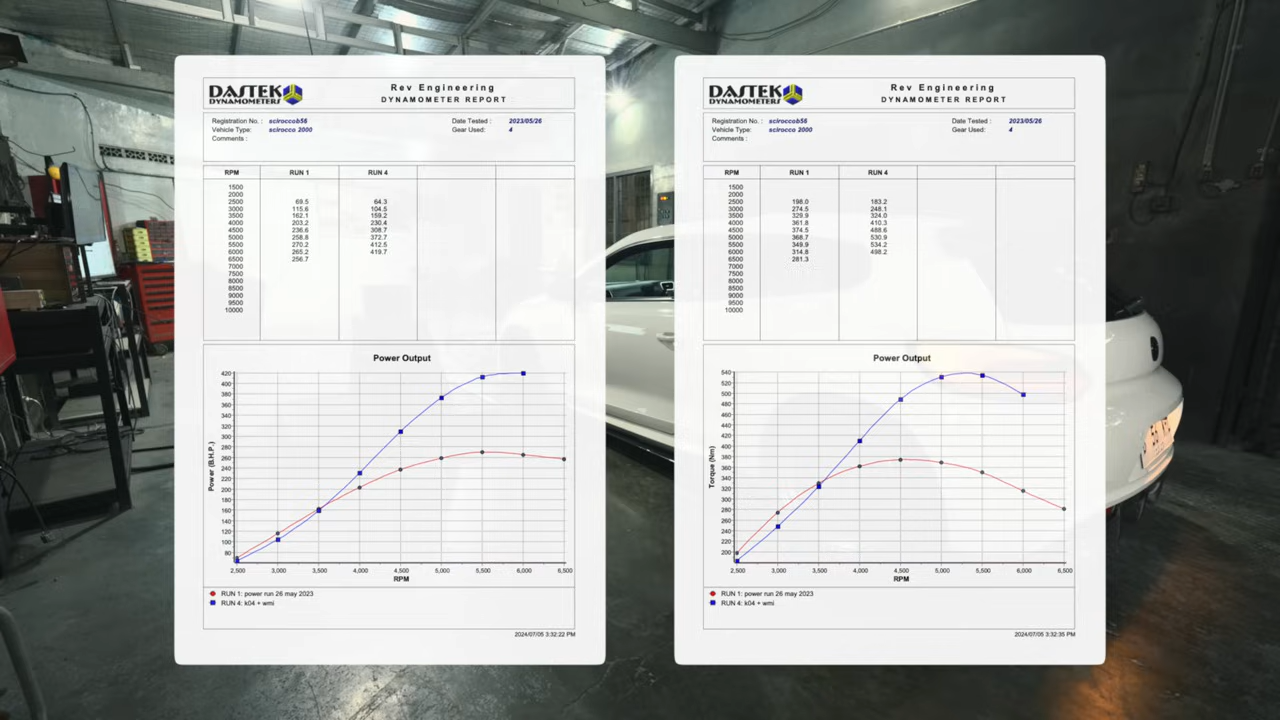 DASTEK
DYNAMOMETERS
Rev Engineering
DYNAMOMETER REPORT
Registration No. : sciroccob56
Date Tested : 2023/05/26
Vehicle Type: scirocco 2000
Gear Used: 4
Comments :
RPM RUN 1 RUN 4
1500
2000
2500 69.5 64.3
3000 115.6 104.5
3500 162.1 159.2
4000 203.2 230.4
4500 236.6 308.7
5000 258.8 372.7
5500 270.2 412.5
6000 265.2 419.7
6500 256.7
7000
7500
8000
8500
9000
9500
10000
Power Output
Power (B.H.P.)
420
400
380
360
340
320
300
280
260
240
220
200
180
160
140
120
100
80
2,500 3,000 3,500 4,000 4,500 5,000 5,500 6,000 6,500
RPM
RUN 1: power run 26 may 2023
RUN 4: k04 + wmi
2024/07/05 3:32:22 PM
DASTEK
DYNAMOMETERS
Rev Engineering
DYNAMOMETER REPORT
Registration No. : sciroccob56
Date Tested : 2023/05/26
Vehicle Type: scirocco 2000
Gear Used: 4
Comments :
RPM RUN 1 RUN 4
1500
2000
2500 198.0 183.2
3000 274.5 248.1
3500 329.9 324.0
4000 361.8 410.3
4500 374.5 488.6
5000 368.7 530.9
5500 349.9 534.2
6000 314.8 498.2
6500 281.3
7000
7500
8000
8500
9000
9500
10000
Power Output
Torque (Nm)
540
520
500
480
460
440
420
400
380
360
340
320
300
280
260
240
220
200
2,500 3,000 3,500 4,000 4,500 5,000 5,500 6,000 6,500
RPM
RUN 1: power run 26 may 2023
RUN 4: k04 + wmi
2024/07/05 3:32:35 PM